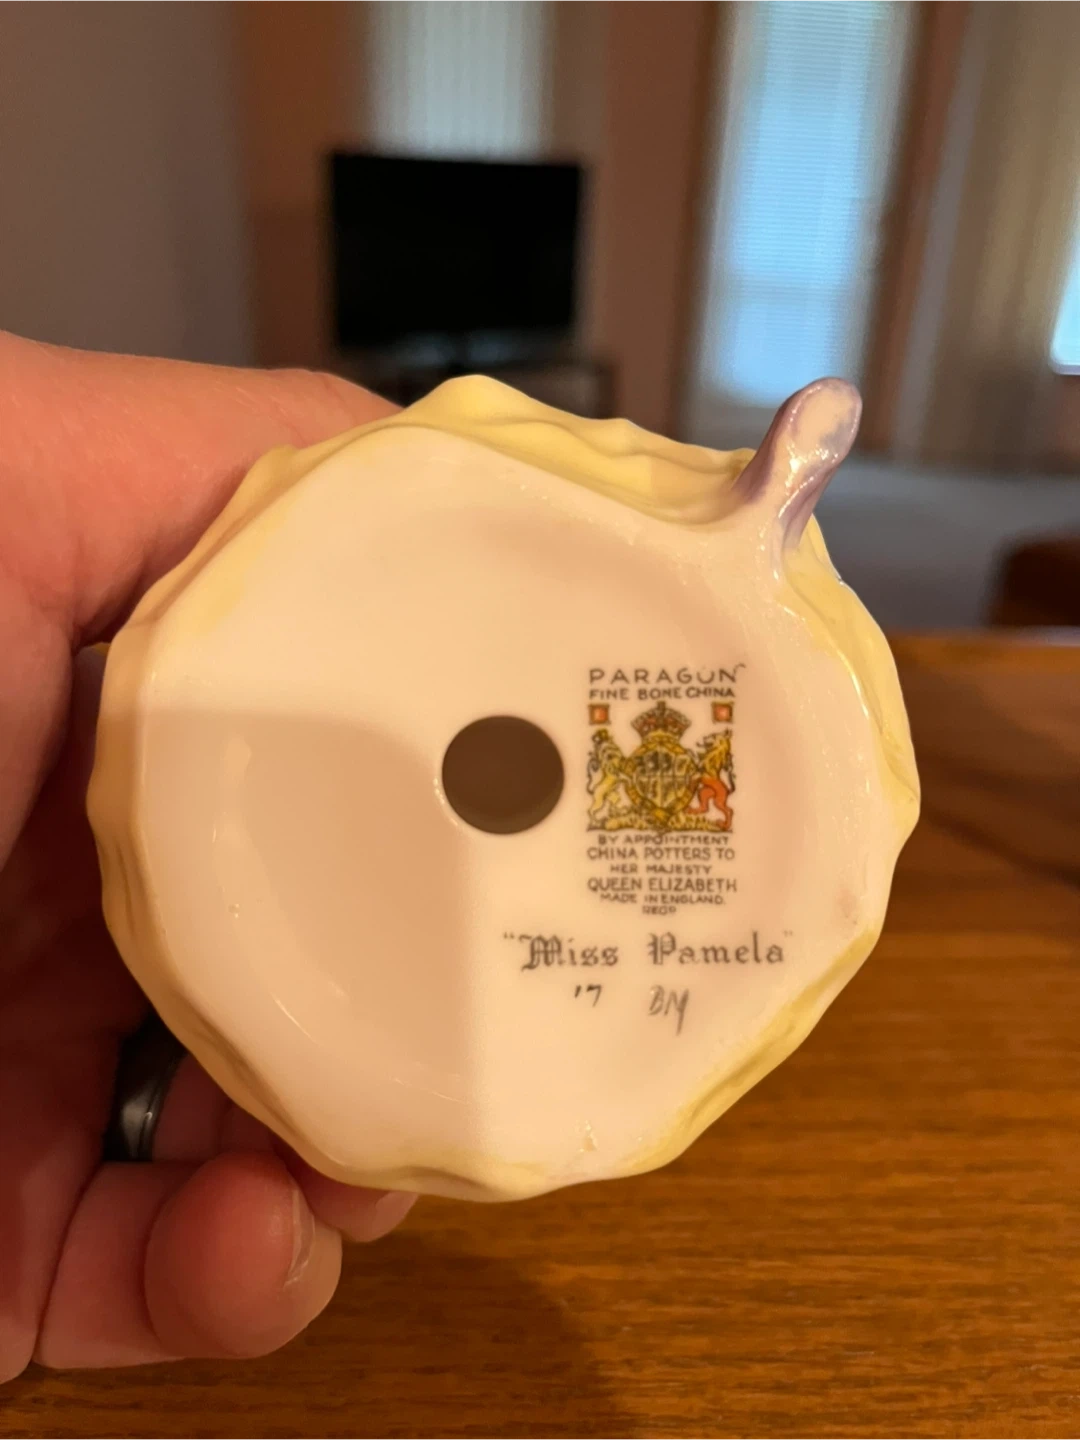 PARAGON
FINE BONE CHINA
BY APPOINTMENT
CHINA POTTERS TO
HER MAJESTY
QUEEN ELIZABETH
MADE IN ENGLAND.
REGD
"Miss Pamela"
17 BM